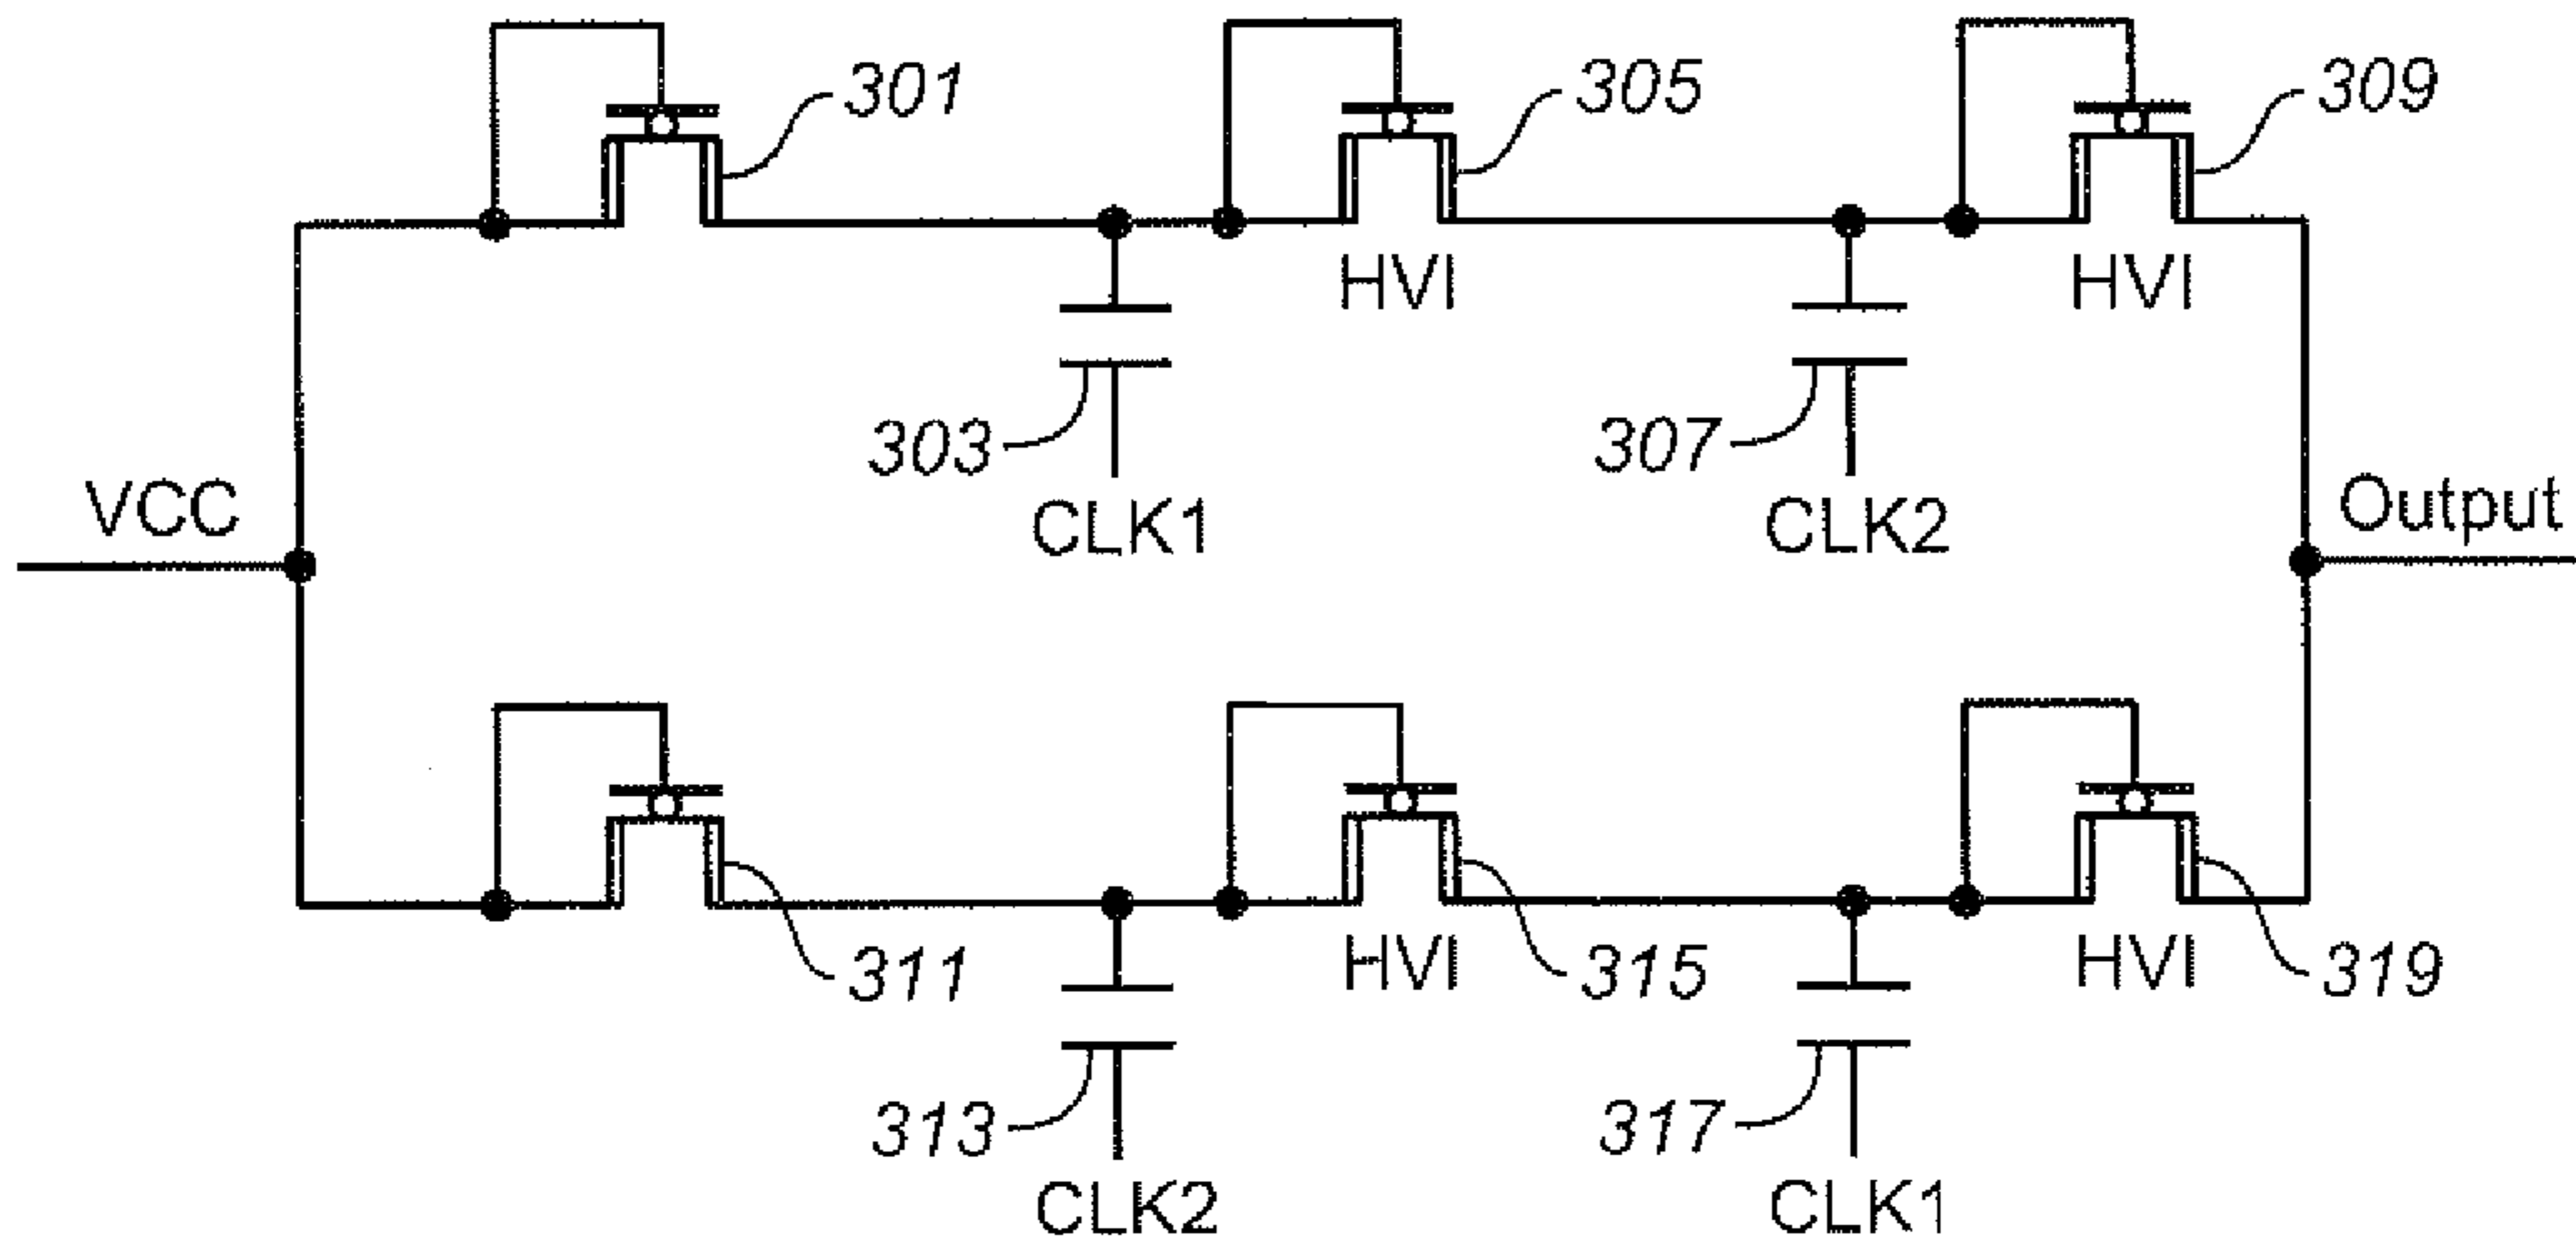 301
305
309
HVI
HVI
303
307
VCC
CLK1
CLK2
Output
311
HVI
315
HVI
319
313
317
CLK2
CLK1